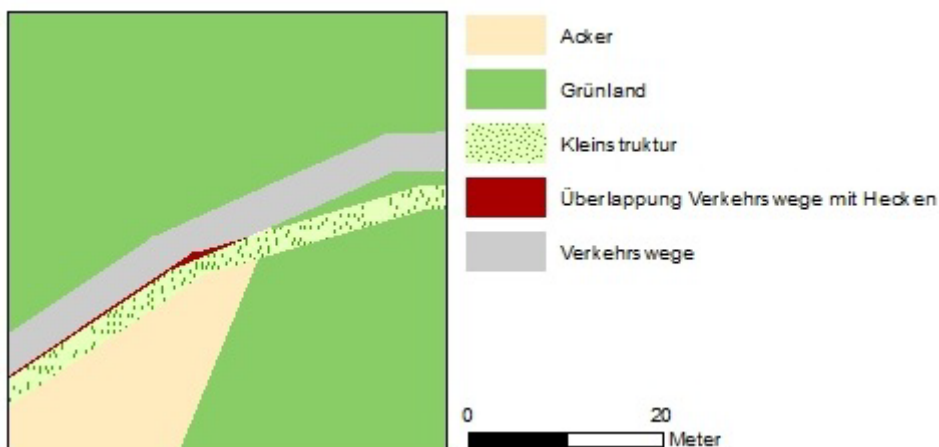 Acker
Grünland
Kleinstruktur
Überlappung Verkehrswege mit Hecken
Verkehrswege
0 20
Meter